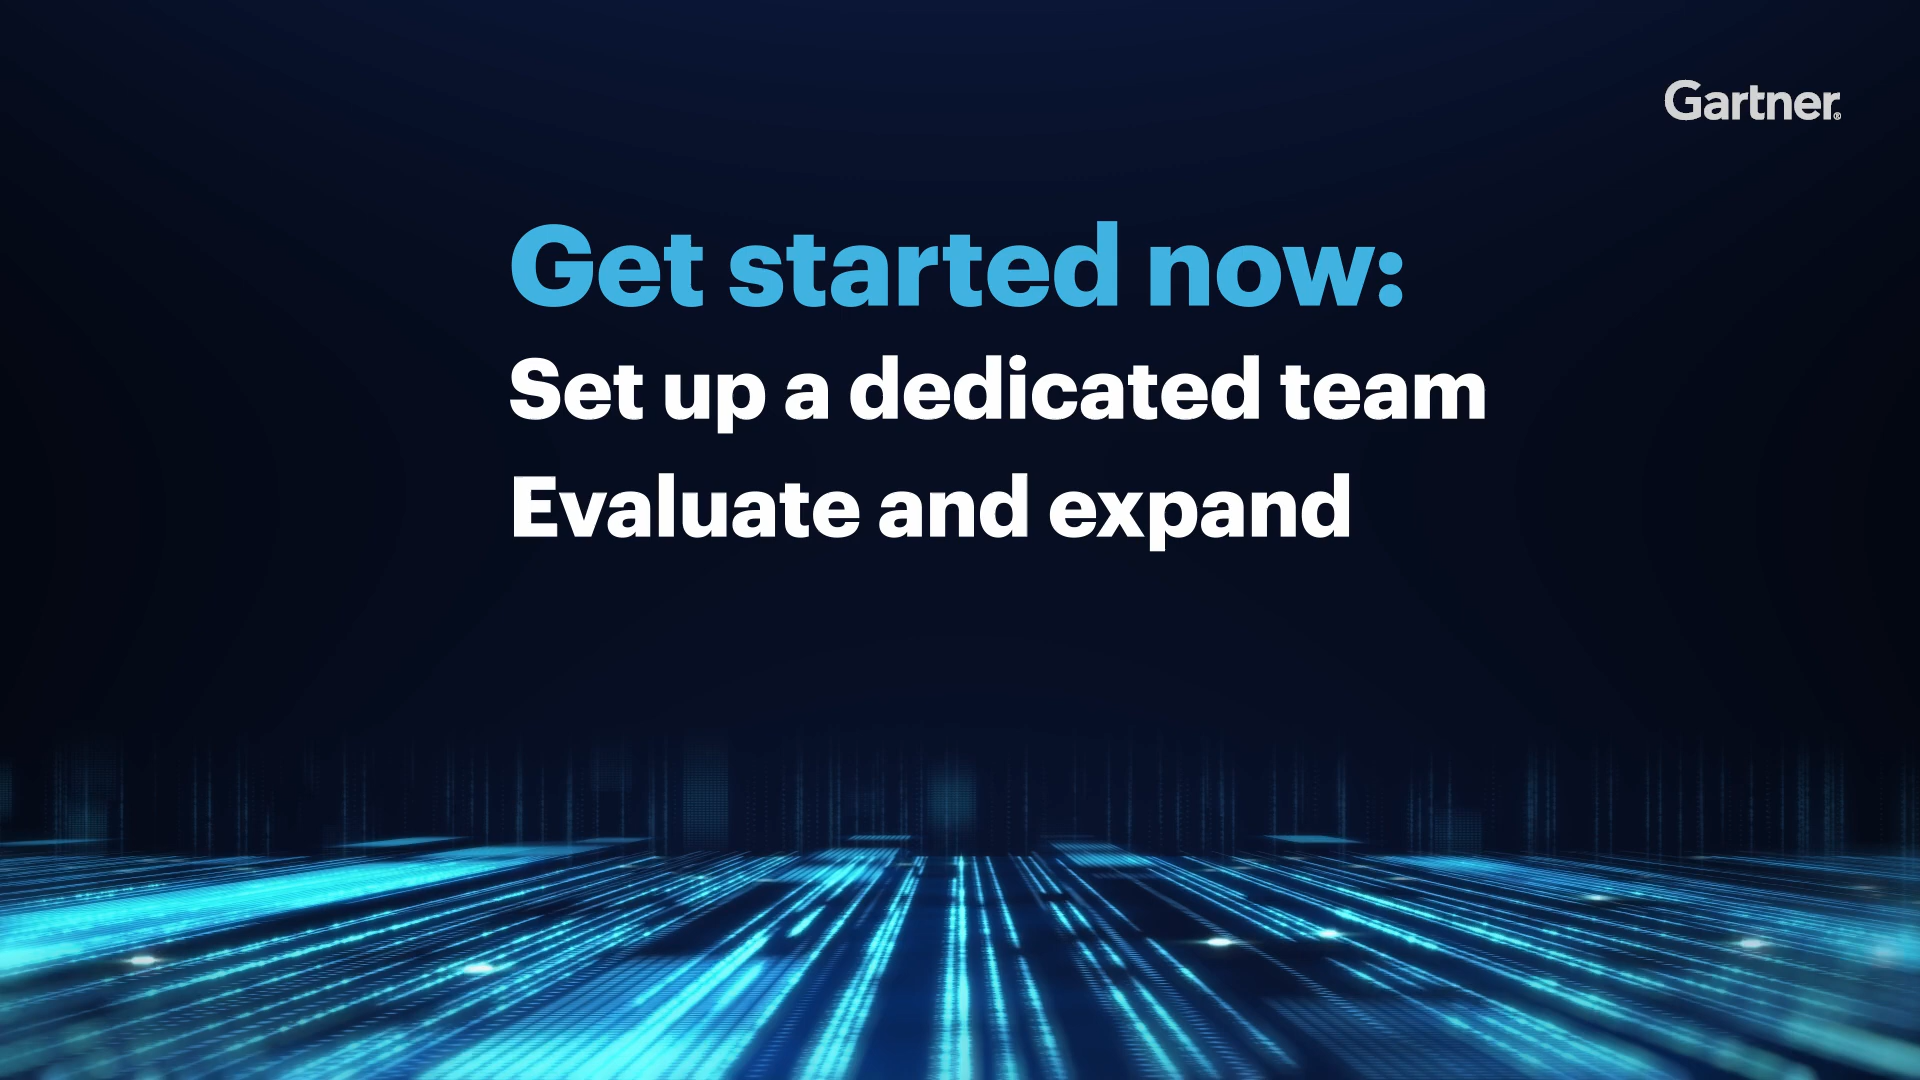 Gartner®
Get started now:
Set up a dedicated team
Evaluate and expand